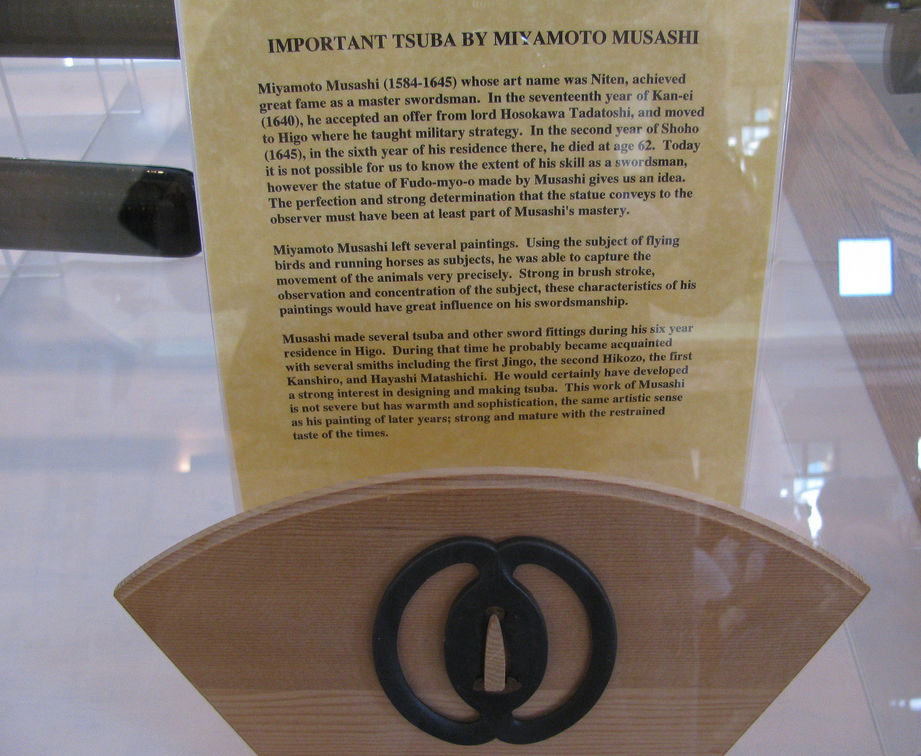 IMPORTANT TSUBA BY MIYAMOTO MUSASHI
Miyamoto Musashi (1584-1645) whose art name was Niten, achieved
great fame as a master swordsman. In the seventeenth year of Kan-ei
(1640), he accepted an offer from lord Hosokawa Tadatoshi, and moved
to Higo where he taught military strategy. In the second year of Shoho
(1645), in the sixth year of his residence there, he died at age 62. Today
it is not possible for us to know the extent of his skill as a swordsman,
however the statue of Fudo-myo-o made by Musashi gives us an idea.
The perfection and strong determination that the statue conveys to the
observer must have been at least part of Musashi's mastery.
Miyamoto Musashi left several paintings. Using the subject of flying
birds and running horses as subjects, he was able to capture the
movement of the animals very precisely. Strong in brush stroke,
observation and concentration of the subject, these characteristics of his
paintings would have great influence on his swordsmanship.
Musashi made several tsuba and other sword fittings during his six year
residence in Higo. During that time he probably became acquainted
with several smiths including the first Jingo, the second Hikozo, the first
Kanshiro, and Hayashi Matashichi. He would certainly have developed
a strong interest in designing and making tsuba. This work of Musashi
is not severe but has warmth and sophistication, the same artistic sense
as his painting of later years; strong and mature with the restrained
taste of the times.